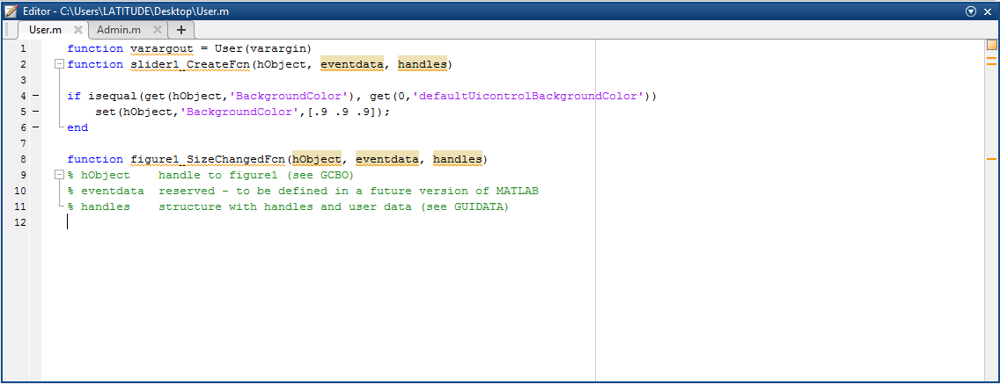 Editor - C:\Users\LATITUDE\Desktop\User.m
User.m Admin.m +
1 function varargout = User(varargin)
2 function slider1_CreateFcn(hObject, eventdata, handles)
3
4 if isequal(get(hObject,'BackgroundColor'), get(0,'defaultUicontrolBackgroundColor'))
5 set(hObject,'BackgroundColor',[.9 .9 .9]);
6 end
7
8 function figure1_SizeChangedFcn(hObject, eventdata, handles)
9 % hObject    handle to figure1 (see GCBO)
10 % eventdata  reserved - to be defined in a future version of MATLAB
11 % handles    structure with handles and user data (see GUIDATA)
12